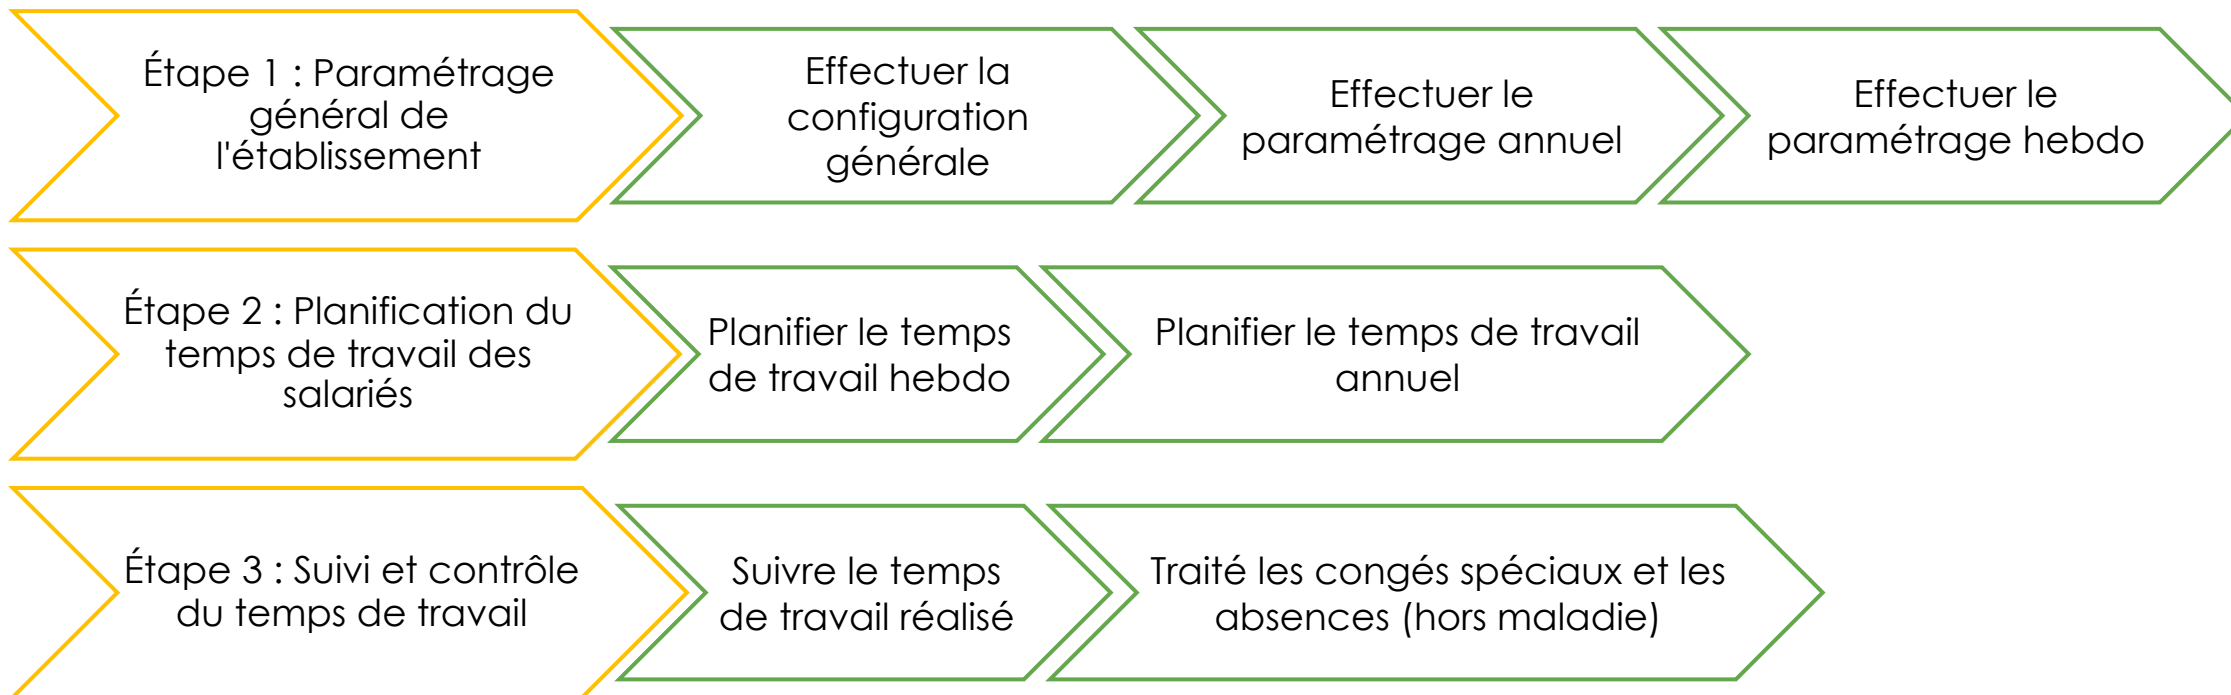 Étape 1 : Paramétrage
général de
l'établissement
Effectuer la
configuration
générale
Effectuer le
paramétrage annuel
Effectuer le
paramétrage hebdo
Étape 2 : Planification du
temps de travail des
salariés
Planifier le temps
de travail hebdo
Planifier le temps de travail
annuel
Étape 3 : Suivi et contrôle
du temps de travail
Suivre le temps
de travail réalisé
Traité les congés spéciaux et les
absences (hors maladie)